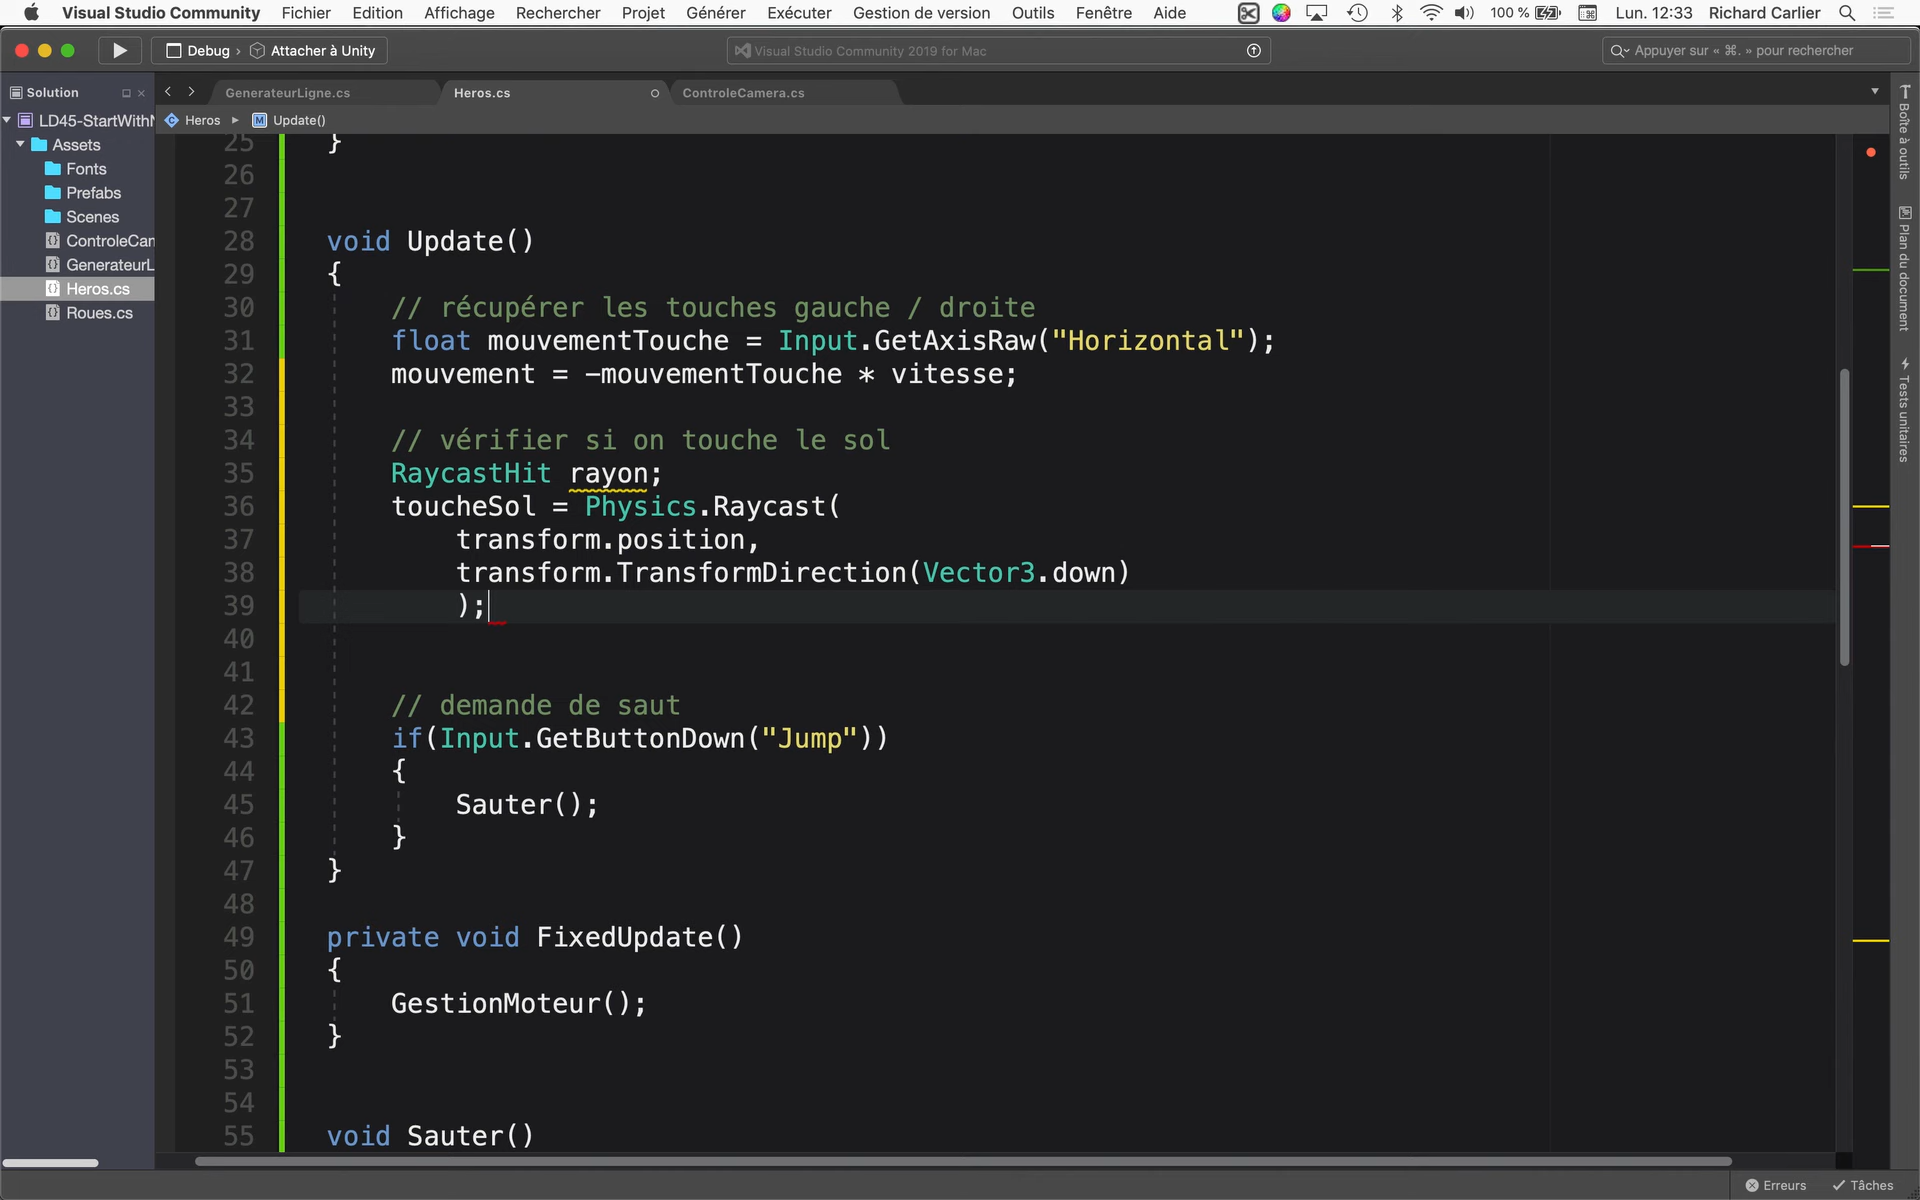 Visual Studio Community Fichier Edition Affichage Rechercher Projet Générer Exécuter Gestion de version Outils Fenêtre Aide 100 % Lun. 12:33 Richard Carlier
Debug › Attacher à Unity Visual Studio Community 2019 for Mac Appuyer sur « ⌘. » pour rechercher
Solution GenerateurLigne.cs Heros.cs ControleCamera.cs
Heros ▸ Update()
LD45-StartWithN
Assets
Fonts
Prefabs
Scenes
ControleCan
GenerateurL
Heros.cs
Roues.cs
25 }
26
27
28 void Update()
29 {
30 // récupérer les touches gauche / droite
31 float mouvementTouche = Input.GetAxisRaw("Horizontal");
32 mouvement = -mouvementTouche * vitesse;
33
34 // vérifier si on touche le sol
35 RaycastHit rayon;
36 toucheSol = Physics.Raycast(
37 transform.position,
38 transform.TransformDirection(Vector3.down)
39 );
40
41
42 // demande de saut
43 if(Input.GetButtonDown("Jump"))
44 {
45 Sauter();
46 }
47 }
48
49 private void FixedUpdate()
50 {
51 GestionMoteur();
52 }
53
54
55 void Sauter()
Boîte à outils
Plan du document
Tests unitaires
Erreurs Tâches